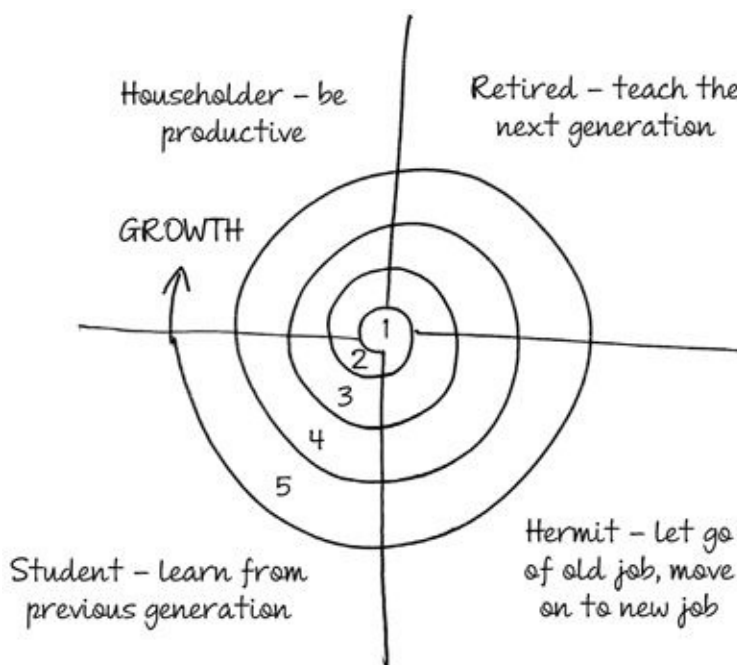 Householder – be
productive
Retired – teach the
next generation
GROWTH
1
2
3
4
5
Student – learn from
previous generation
Hermit – let go
of old job, move
on to new job